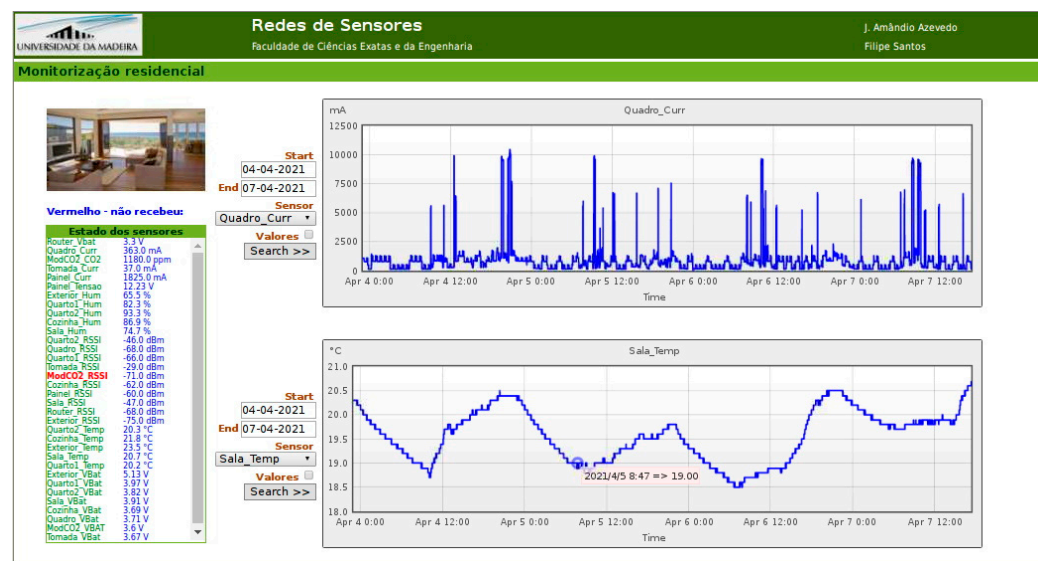 UNIVERSIDADE DA MADEIRA
Redes de Sensores
Faculdade de Ciências Exatas e da Engenharia
J. Amândio Azevedo
Filipe Santos
Monitorização residencial
Vermelho - não recebeu:
Estado dos sensores
Router_Vbat 3.3 V
Quadro_Curr 363.0 mA
ModCO2_CO2 1180.0 ppm
Tomada_Curr 37.0 mA
Painel_Curr 1825.0 mA
Painel_Tensao 12.23 V
Exterior_Hum 65.5 %
Quarto1_Hum 82.3 %
Quarto2_Hum 93.3 %
Cozinha_Hum 86.9 %
Sala_Hum 74.7 %
Quarto2_RSSI -46.0 dBm
Quadro_RSSI -68.0 dBm
Quarto1_RSSI -66.0 dBm
Tomada_RSSI -29.0 dBm
ModCO2_RSSI -71.0 dBm
Cozinha_RSSI -62.0 dBm
Painel_RSSI -60.0 dBm
Sala_RSSI -47.0 dBm
Router_RSSI -68.0 dBm
Exterior_RSSI -75.0 dBm
Quarto2_Temp 20.3 °C
Cozinha_Temp 21.8 °C
Exterior_Temp 23.5 °C
Sala_Temp 20.7 °C
Quarto1_Temp 20.2 °C
Exterior_VBat 5.13 V
Quarto1_VBat 3.97 V
Quarto2_VBat 3.82 V
Sala_VBat 3.91 V
Cozinha_VBat 3.69 V
Quadro_VBat 3.71 V
ModCO2_VBAT 3.6 V
Tomada_VBat 3.67 V
Start
04-04-2021
End 07-04-2021
Sensor
Quadro_Curr
Valores
Search >>
mA
Quadro_Curr
12500
10000
7500
5000
2500
0
Apr 4 0:00 Apr 4 12:00 Apr 5 0:00 Apr 5 12:00 Apr 6 0:00 Apr 6 12:00 Apr 7 0:00 Apr 7 12:00
Time
Start
04-04-2021
End 07-04-2021
Sensor
Sala_Temp
Valores
Search >>
°C
Sala_Temp
21.0
20.5
20.0
19.5
19.0
18.5
18.0
2021/4/5 8:47 => 19.00
Apr 4 0:00 Apr 4 12:00 Apr 5 0:00 Apr 5 12:00 Apr 6 0:00 Apr 6 12:00 Apr 7 0:00 Apr 7 12:00
Time